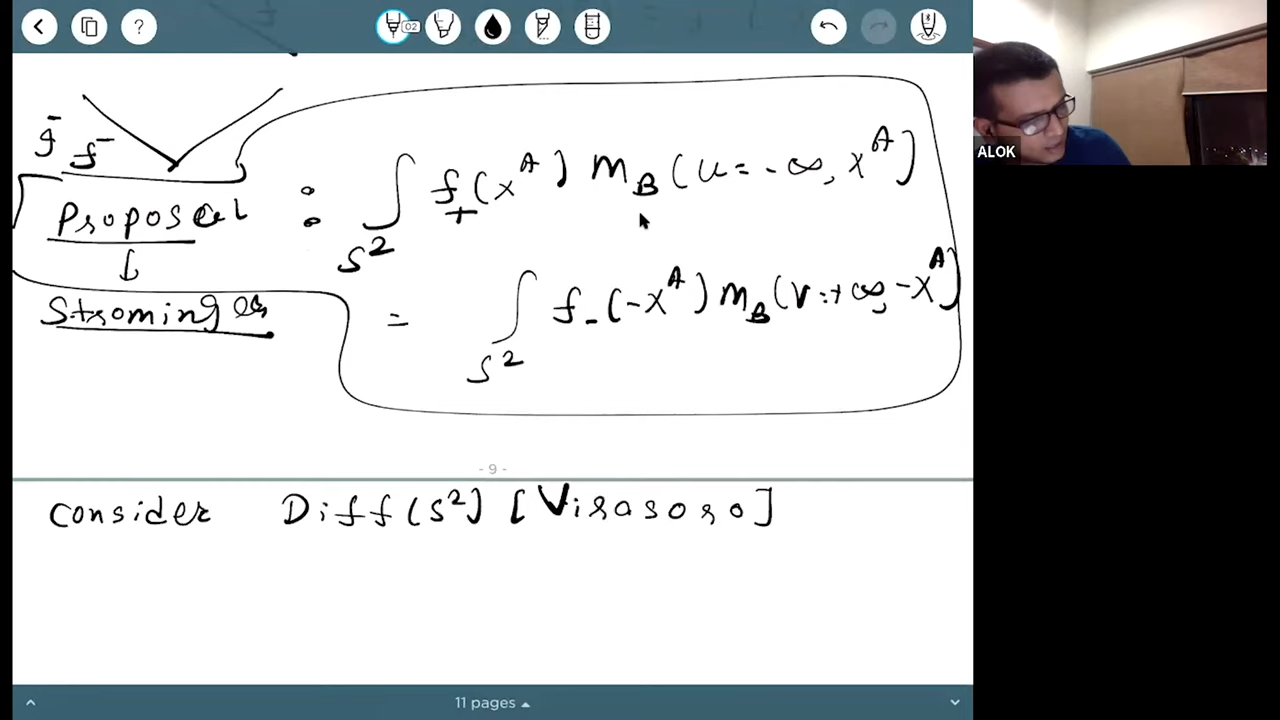 ALOK
g⁻ f⁻
Proposal : ∫_{S²} f₊(x^A) m_B(u=-∞, x^A)
↓
Strominger = ∫_{S²} f₋(-x^A) m_B(v=+∞, -x^A)
- 9 -
Consider Diff(S²) [Virasoro]
11 pages